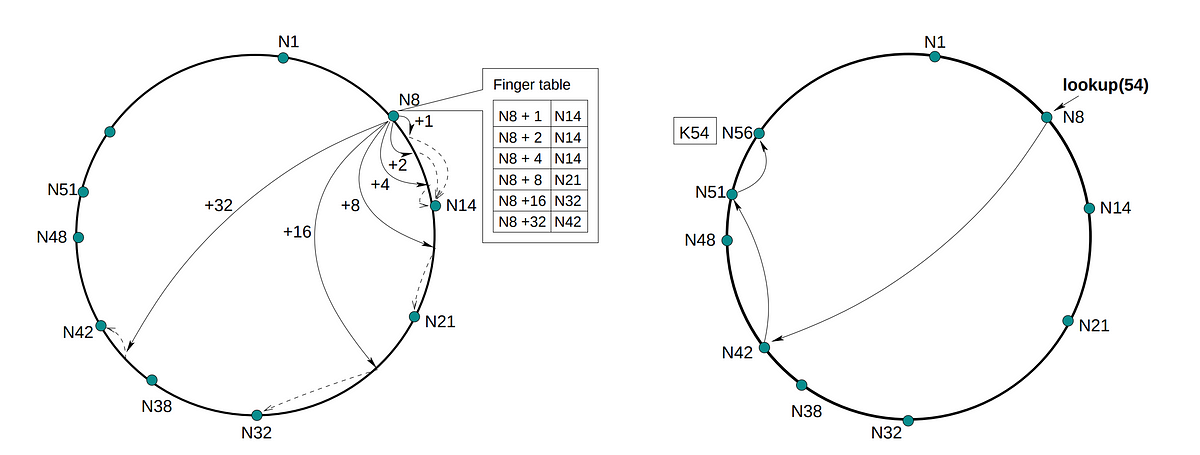 N1
N8
Finger table
N8 + 1 N14
N8 + 2 N14
N8 + 4 N14
N8 + 8 N21
N8 +16 N32
N8 +32 N42
+1
+2
+4
+8
+16
+32
N14
N21
N32
N38
N42
N48
N51
N1
lookup(54)
N8
K54 N56
N51
N14
N48
N21
N42
N38
N32